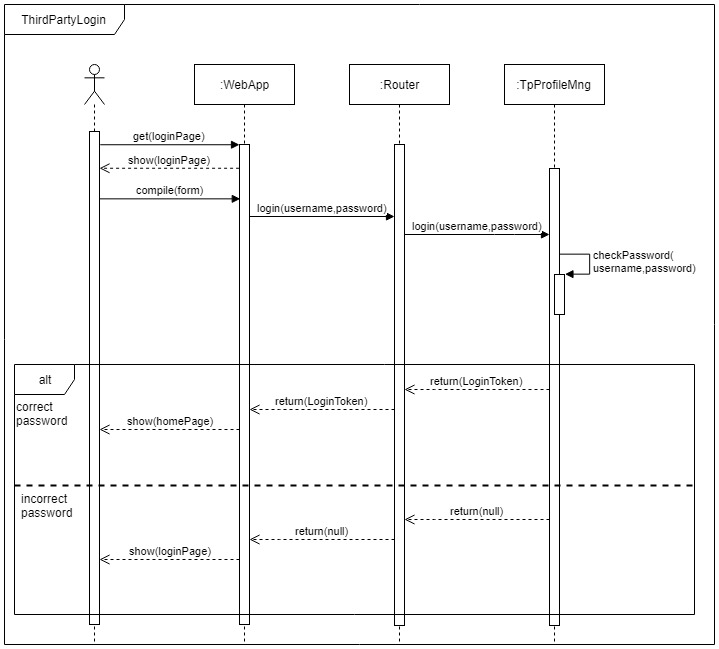 ThirdPartyLogin
:WebApp
:Router
:TpProfileMng
get(loginPage)
show(loginPage)
compile(form)
login(username,password)
login(username,password)
checkPassword(
username,password)
alt
correct
password
return(LoginToken)
return(LoginToken)
show(homePage)
incorrect
password
return(null)
return(null)
show(loginPage)